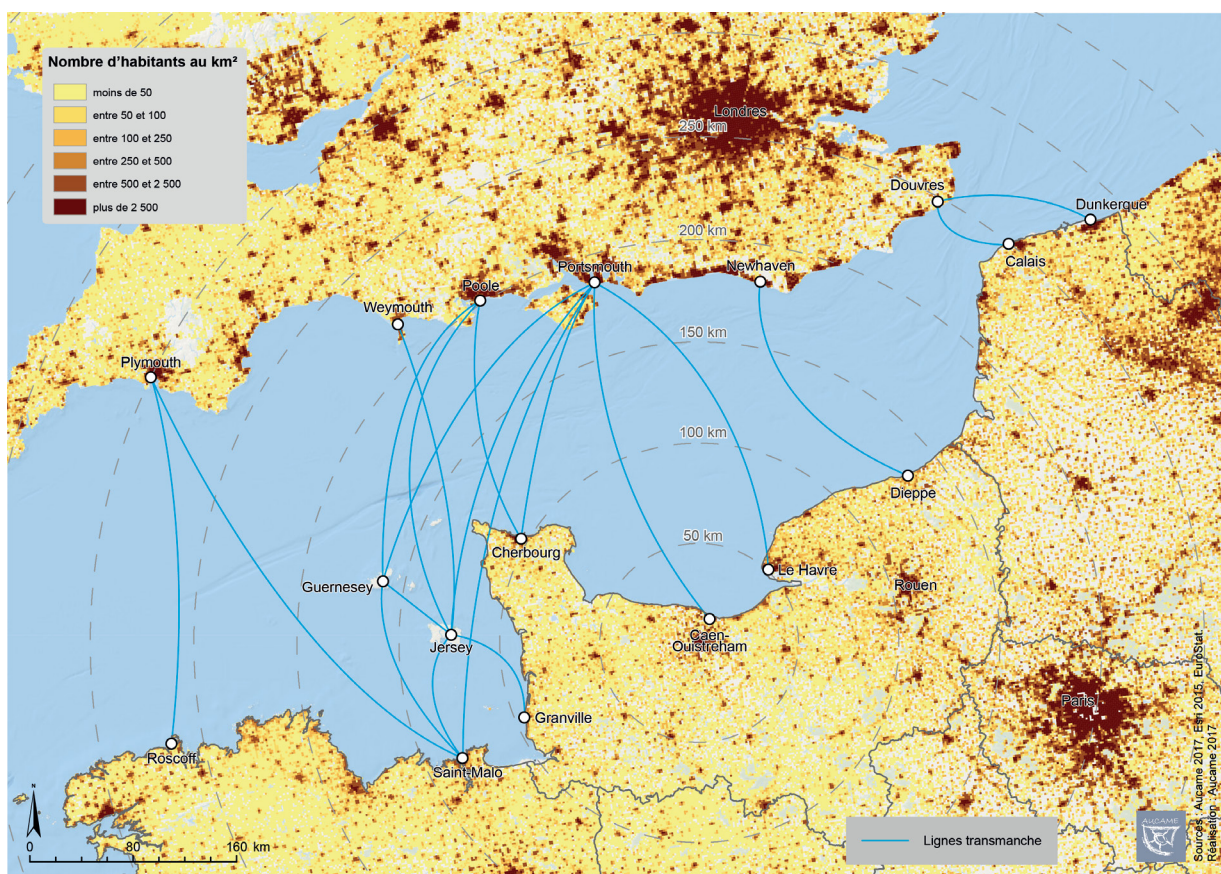 Nombre d'habitants au km²
moins de 50
entre 50 et 100
entre 100 et 250
entre 250 et 500
entre 500 et 2 500
plus de 2 500
Londres
250 km
Douvres
Dunkerque
200 km
Calais
Portsmouth
Newhaven
Poole
Weymouth
150 km
Plymouth
100 km
Dieppe
50 km
Cherbourg
Le Havre
Guernesey
Rouen
Jersey
Caen-
Ouistreham
Paris
Granville
Roscoff
Saint-Malo
N
0 80 160 km
Lignes transmanche
AUCAME
Sources : Aucame 2017, Esri 2015, EuroStat.
Réalisation : Aucame 2017